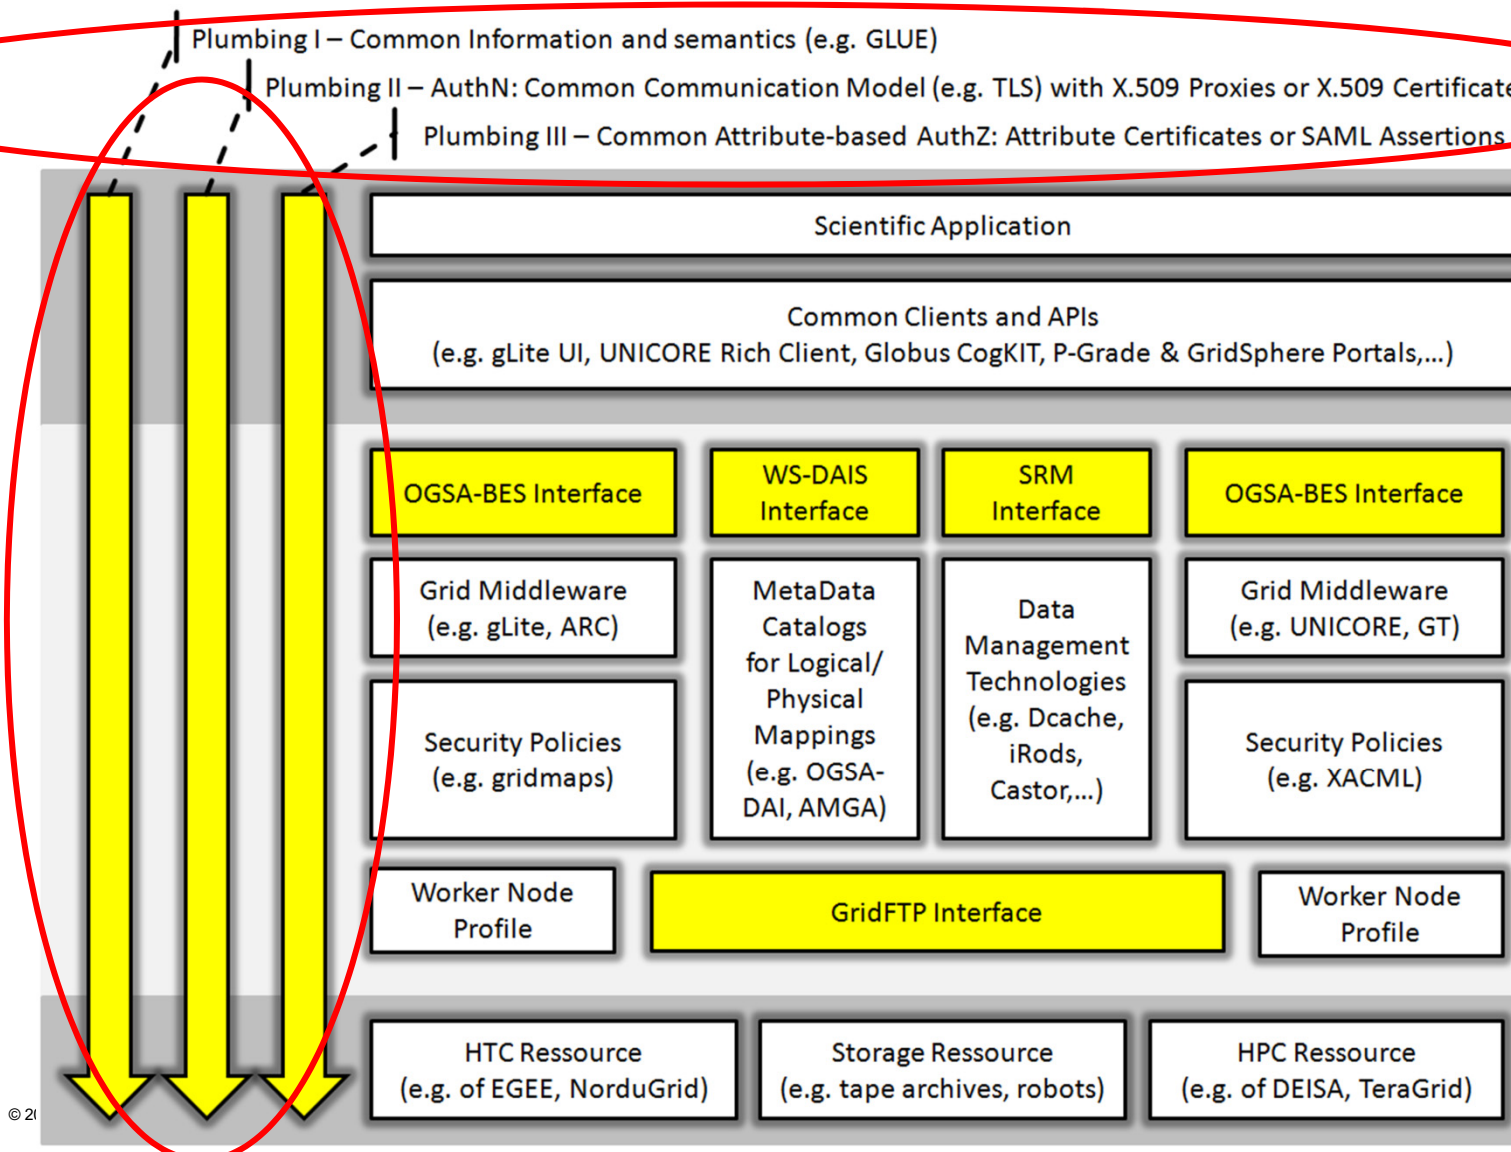 Plumbing I – Common Information and semantics (e.g. GLUE)
Plumbing II – AuthN: Common Communication Model (e.g. TLS) with X.509 Proxies or X.509 Certificate
Plumbing III – Common Attribute-based AuthZ: Attribute Certificates or SAML Assertions
Scientific Application
Common Clients and APIs
(e.g. gLite UI, UNICORE Rich Client, Globus CogKIT, P-Grade & GridSphere Portals,...)
OGSA-BES Interface
WS-DAIS
Interface
SRM
Interface
OGSA-BES Interface
Grid Middleware
(e.g. gLite, ARC)
MetaData
Catalogs
for Logical/
Physical
Mappings
(e.g. OGSA-
DAI, AMGA)
Data
Management
Technologies
(e.g. Dcache,
iRods,
Castor,...)
Grid Middleware
(e.g. UNICORE, GT)
Security Policies
(e.g. gridmaps)
Security Policies
(e.g. XACML)
Worker Node
Profile
GridFTP Interface
Worker Node
Profile
HTC Ressource
(e.g. of EGEE, NorduGrid)
Storage Ressource
(e.g. tape archives, robots)
HPC Ressource
(e.g. of DEISA, TeraGrid)
©